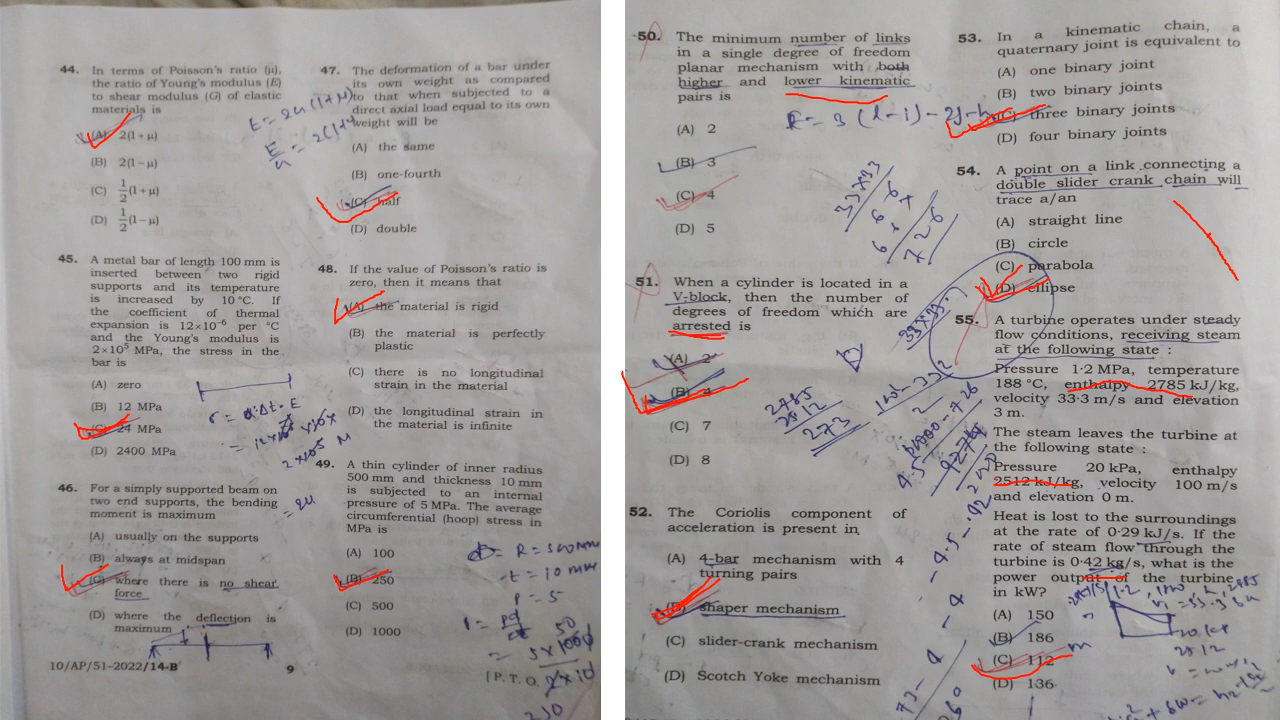 44. In terms of Poisson's ratio (μ),
the ratio of Young's modulus (E)
to shear modulus (G) of elastic
materials is
(A) 2(1 + μ)
(B) 2(1 − μ)
(C) 1/2(1 + μ)
(D) 1/2(1 − μ)
45. A metal bar of length 100 mm is
inserted between two rigid
supports and its temperature
is increased by 10 °C. If
the coefficient of thermal
expansion is 12×10⁻⁶ per °C
and the Young's modulus is
2×10⁵ MPa, the stress in the
bar is
(A) zero
(B) 12 MPa
(C) 24 MPa
(D) 2400 MPa
46. For a simply supported beam on
two end supports, the bending
moment is maximum
(A) usually on the supports
(B) always at midspan
(C) where there is no shear
force
(D) where the deflection is
maximum
10/AP/51-2022/14-B
9
47. The deformation of a bar under
its own weight as compared
to that when subjected to a
direct axial load equal to its own
weight will be
(A) the same
(B) one-fourth
(C) half
(D) double
48. If the value of Poisson's ratio is
zero, then it means that
(A) the material is rigid
(B) the material is perfectly
plastic
(C) there is no longitudinal
strain in the material
(D) the longitudinal strain in
the material is infinite
49. A thin cylinder of inner radius
500 mm and thickness 10 mm
is subjected to an internal
pressure of 5 MPa. The average
circumferential (hoop) stress in
MPa is
(A) 100
(B) 250
(C) 500
(D) 1000
[ P. T. O.
50. The minimum number of links
in a single degree of freedom
planar mechanism with both
higher and lower kinematic
pairs is
(A) 2
(B) 3
(C) 4
(D) 5
51. When a cylinder is located in a
V-block, then the number of
degrees of freedom which are
arrested is
(A) 2
(B) 4
(C) 7
(D) 8
52. The Coriolis component of
acceleration is present in
(A) 4-bar mechanism with 4
turning pairs
(B) shaper mechanism
(C) slider-crank mechanism
(D) Scotch Yoke mechanism
53. In a kinematic chain, a
quaternary joint is equivalent to
(A) one binary joint
(B) two binary joints
(C) three binary joints
(D) four binary joints
54. A point on a link connecting a
double slider crank chain will
trace a/an
(A) straight line
(B) circle
(C) parabola
(D) ellipse
55. A turbine operates under steady
flow conditions, receiving steam
at the following state :
Pressure 1·2 MPa, temperature
188 °C, enthalpy 2785 kJ/kg,
velocity 33·3 m/s and elevation
3 m.
The steam leaves the turbine at
the following state :
Pressure 20 kPa, enthalpy
2512 kJ/kg, velocity 100 m/s
and elevation 0 m.
Heat is lost to the surroundings
at the rate of 0·29 kJ/s. If the
rate of steam flow through the
turbine is 0·42 kg/s, what is the
power output of the turbine
in kW?
(A) 150
(B) 186
(C) 112
(D) 136